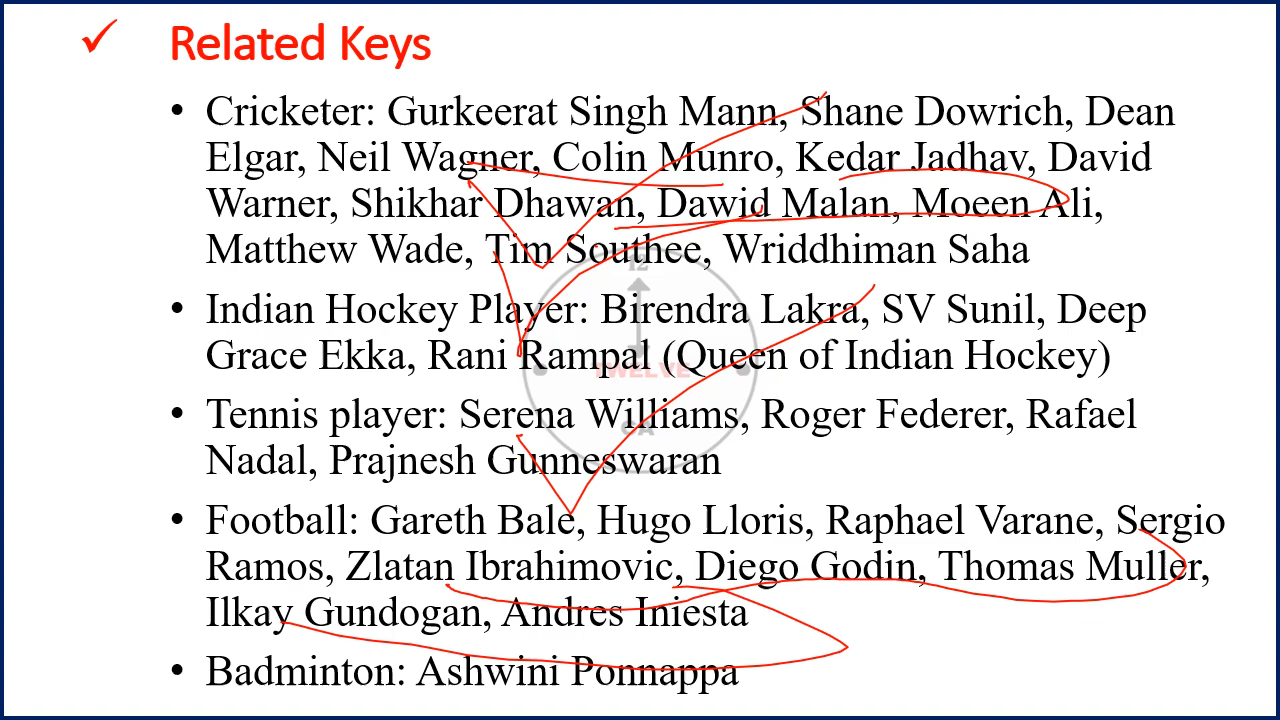 ✓ Related Keys
• Cricketer: Gurkeerat Singh Mann, Shane Dowrich, Dean
Elgar, Neil Wagner, Colin Munro, Kedar Jadhav, David
Warner, Shikhar Dhawan, Dawid Malan, Moeen Ali,
Matthew Wade, Tim Southee, Wriddhiman Saha
12
• Indian Hockey Player: Birendra Lakra, SV Sunil, Deep
Grace Ekka, Rani Rampal (Queen of Indian Hockey)
TWELVE
• Tennis player: Serena Williams, Roger Federer, Rafael
CA
Nadal, Prajnesh Gunneswaran
• Football: Gareth Bale, Hugo Lloris, Raphael Varane, Sergio
Ramos, Zlatan Ibrahimovic, Diego Godin, Thomas Muller,
Ilkay Gundogan, Andres Iniesta
• Badminton: Ashwini Ponnappa